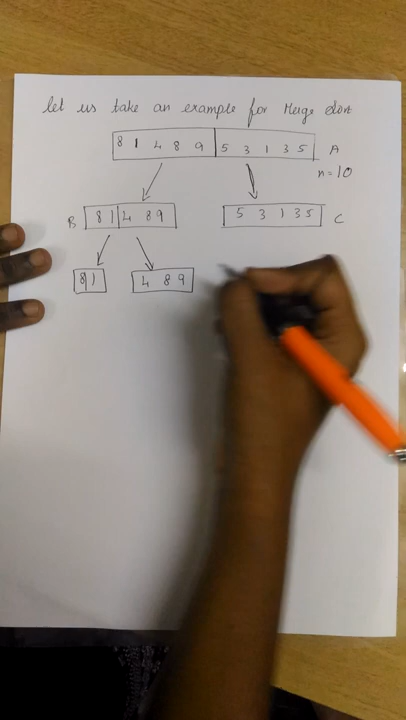 let us take an example for Merge Sort
8 1 4 8 9 5 3 1 3 5 A
n=10
B 8 1 4 8 9 5 3 1 3 5 C
8 1 4 8 9